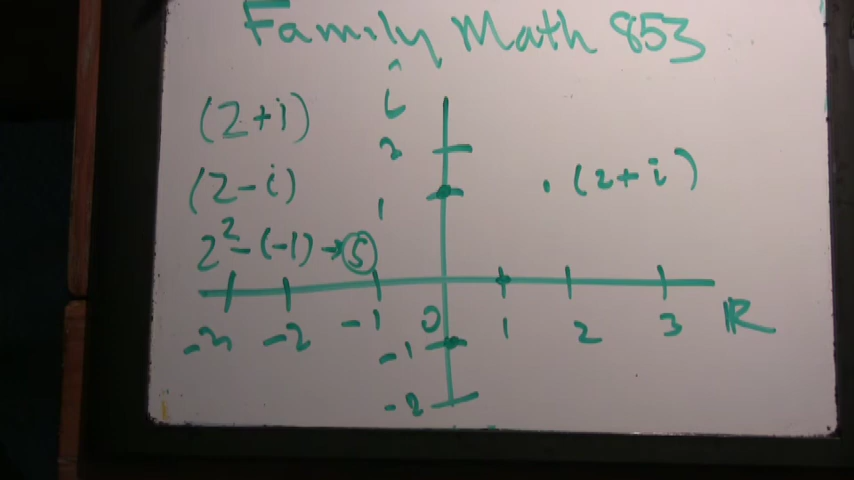 Family Math 853
(2+i)
i
2
(2-i)
1
.(2+i)
2²-(-1)→5
-3 -2 -1 0 1 2 3 ℝ
-1
-2